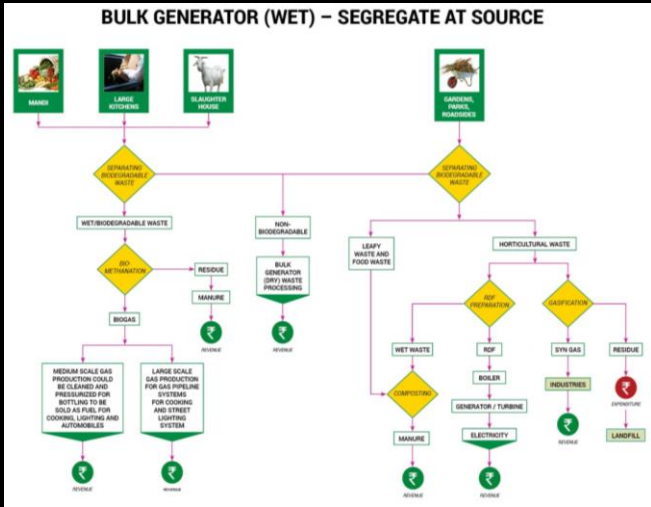 BULK GENERATOR (WET) – SEGREGATE AT SOURCE
MANDI
LARGE
KITCHENS
SLAUGHTER
HOUSE
GARDENS,
PARKS,
ROADSIDES
SEPARATING
BIODEGRADABLE
WASTE
SEPARATING
BIODEGRADABLE
WASTE
WET/BIODEGRADABLE WASTE
NON-
BIODEGRADABLE
LEAFY
WASTE AND
FOOD WASTE
HORTICULTURAL WASTE
BIO-
METHANATION
RESIDUE
MANURE
₹
REVENUE
BULK
GENERATOR
(DRY) WASTE
PROCESSING
₹
REVENUE
RDF
PREPARATION
GASIFICATION
BIOGAS
WET WASTE
RDF
SYN GAS
RESIDUE
MEDIUM SCALE GAS
PRODUCTION COULD
BE CLEANED AND
PRESSURIZED FOR
BOTTLING TO BE
SOLD AS FUEL FOR
COOKING, LIGHTING AND
AUTOMOBILES
LARGE SCALE
GAS PRODUCTION
FOR GAS PIPELINE
SYSTEMS
FOR COOKING
AND STREET
LIGHTING
SYSTEM
COMPOSTING
BOILER
INDUSTRIES
₹
EXPENDITURE
GENERATOR / TURBINE
₹
REVENUE
LANDFILL
MANURE
ELECTRICITY
₹
REVENUE
₹
REVENUE
₹
REVENUE
₹
REVENUE